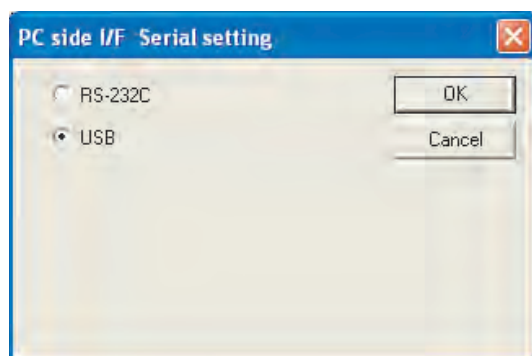 PC side I/F Serial setting
RS-232C
OK
USB
Cancel